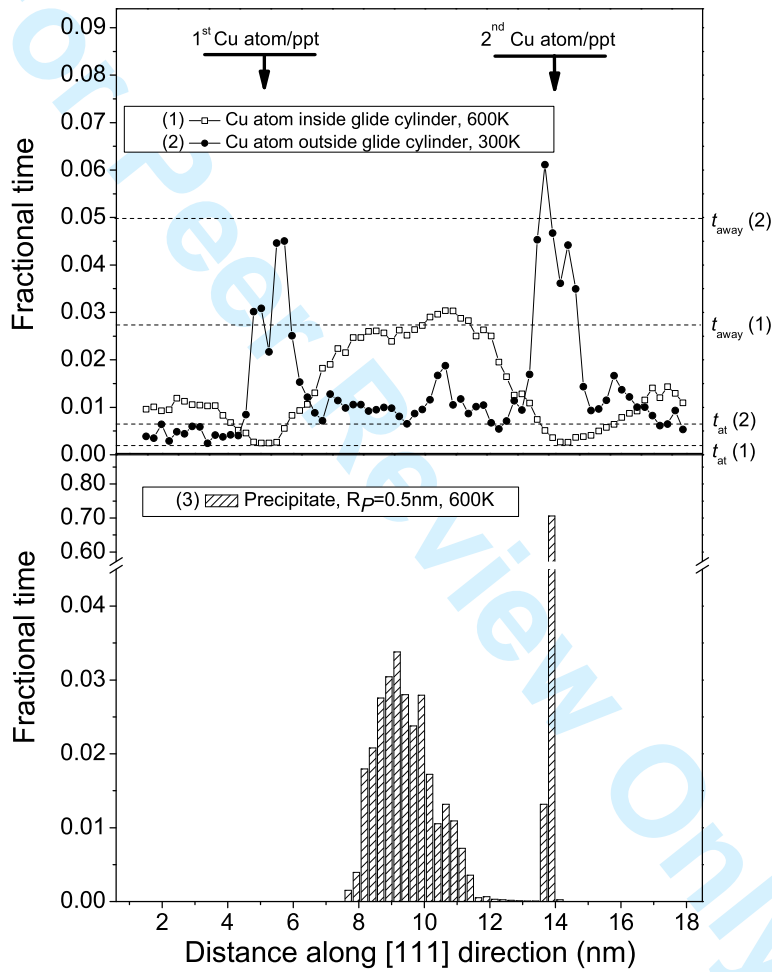 1st Cu atom/ppt
2nd Cu atom/ppt
(1) Cu atom inside glide cylinder, 600K
(2) Cu atom outside glide cylinder, 300K
Fractional time
0.09
0.08
0.07
0.06
0.05
0.04
0.03
0.02
0.01
0.00
taway (2)
taway (1)
tat (2)
tat (1)
(3) Precipitate, RP=0.5nm, 600K
Fractional time
0.80
0.70
0.60
0.04
0.03
0.02
0.01
0.00
2 4 6 8 10 12 14 16 18
Distance along [111] direction (nm)
or Peer Review Only